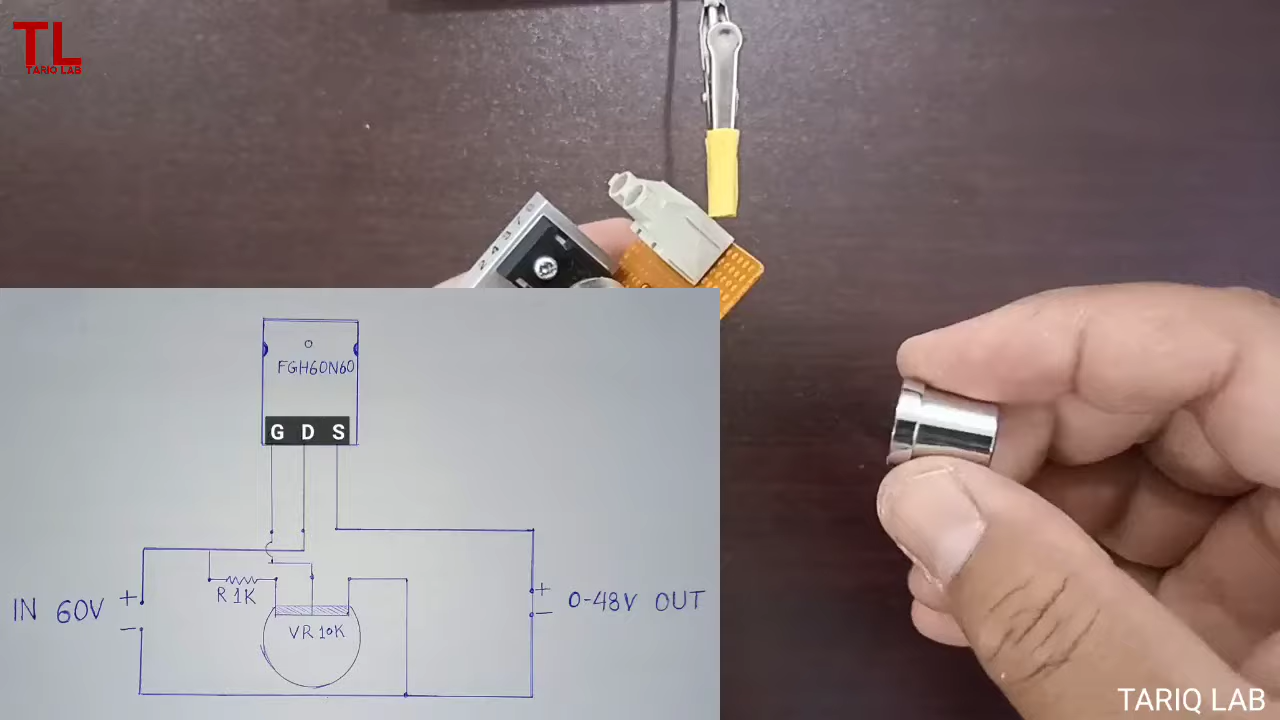 TL
TARIQ LAB
FGH60N60
G D S
R 1K
VR 10K
IN 60V
+
−
+
−
0-48V OUT
TARIQ LAB